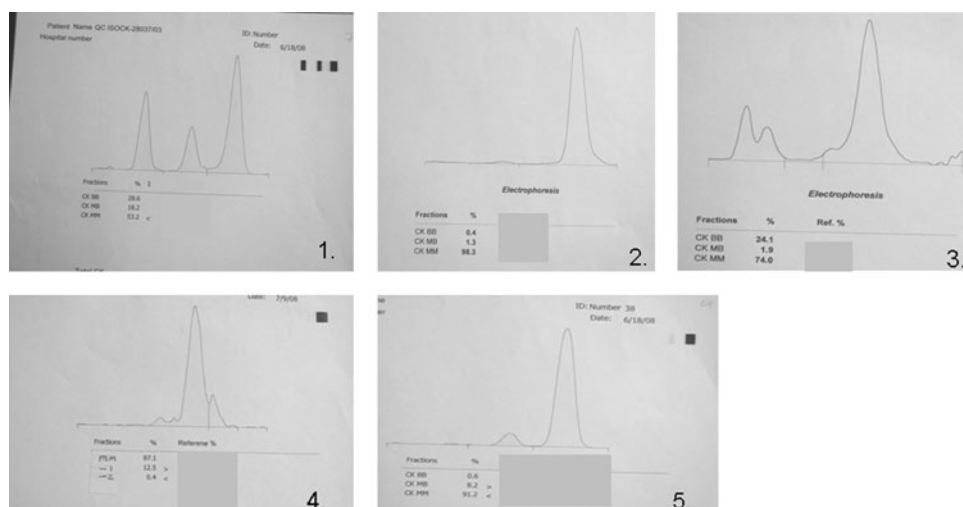 Patient Name QC ISOCK-28037/03
ID:Number
Hospital number
Date: 6/18/08
Fractions %
CK BB
CK MB 16.2
CK MM 53.2 <
1.
Electrophoresis
Fractions %
CK BB 0.4
CK MB 1.3
CK MM 98.3
2.
Electrophoresis
Fractions % Ref. %
CK BB 24.1
CK MB 1.9
CK MM 74.0
3.
Date: 7/9/08
Fractions % Referene %
MM 87.1
12.5 >
0.4 <
4.
ID: Number 38
Date: 6/18/08
Fractions %
CK BB 0.6
CK MB 8.2 >
CK MM 91.2 <
5.